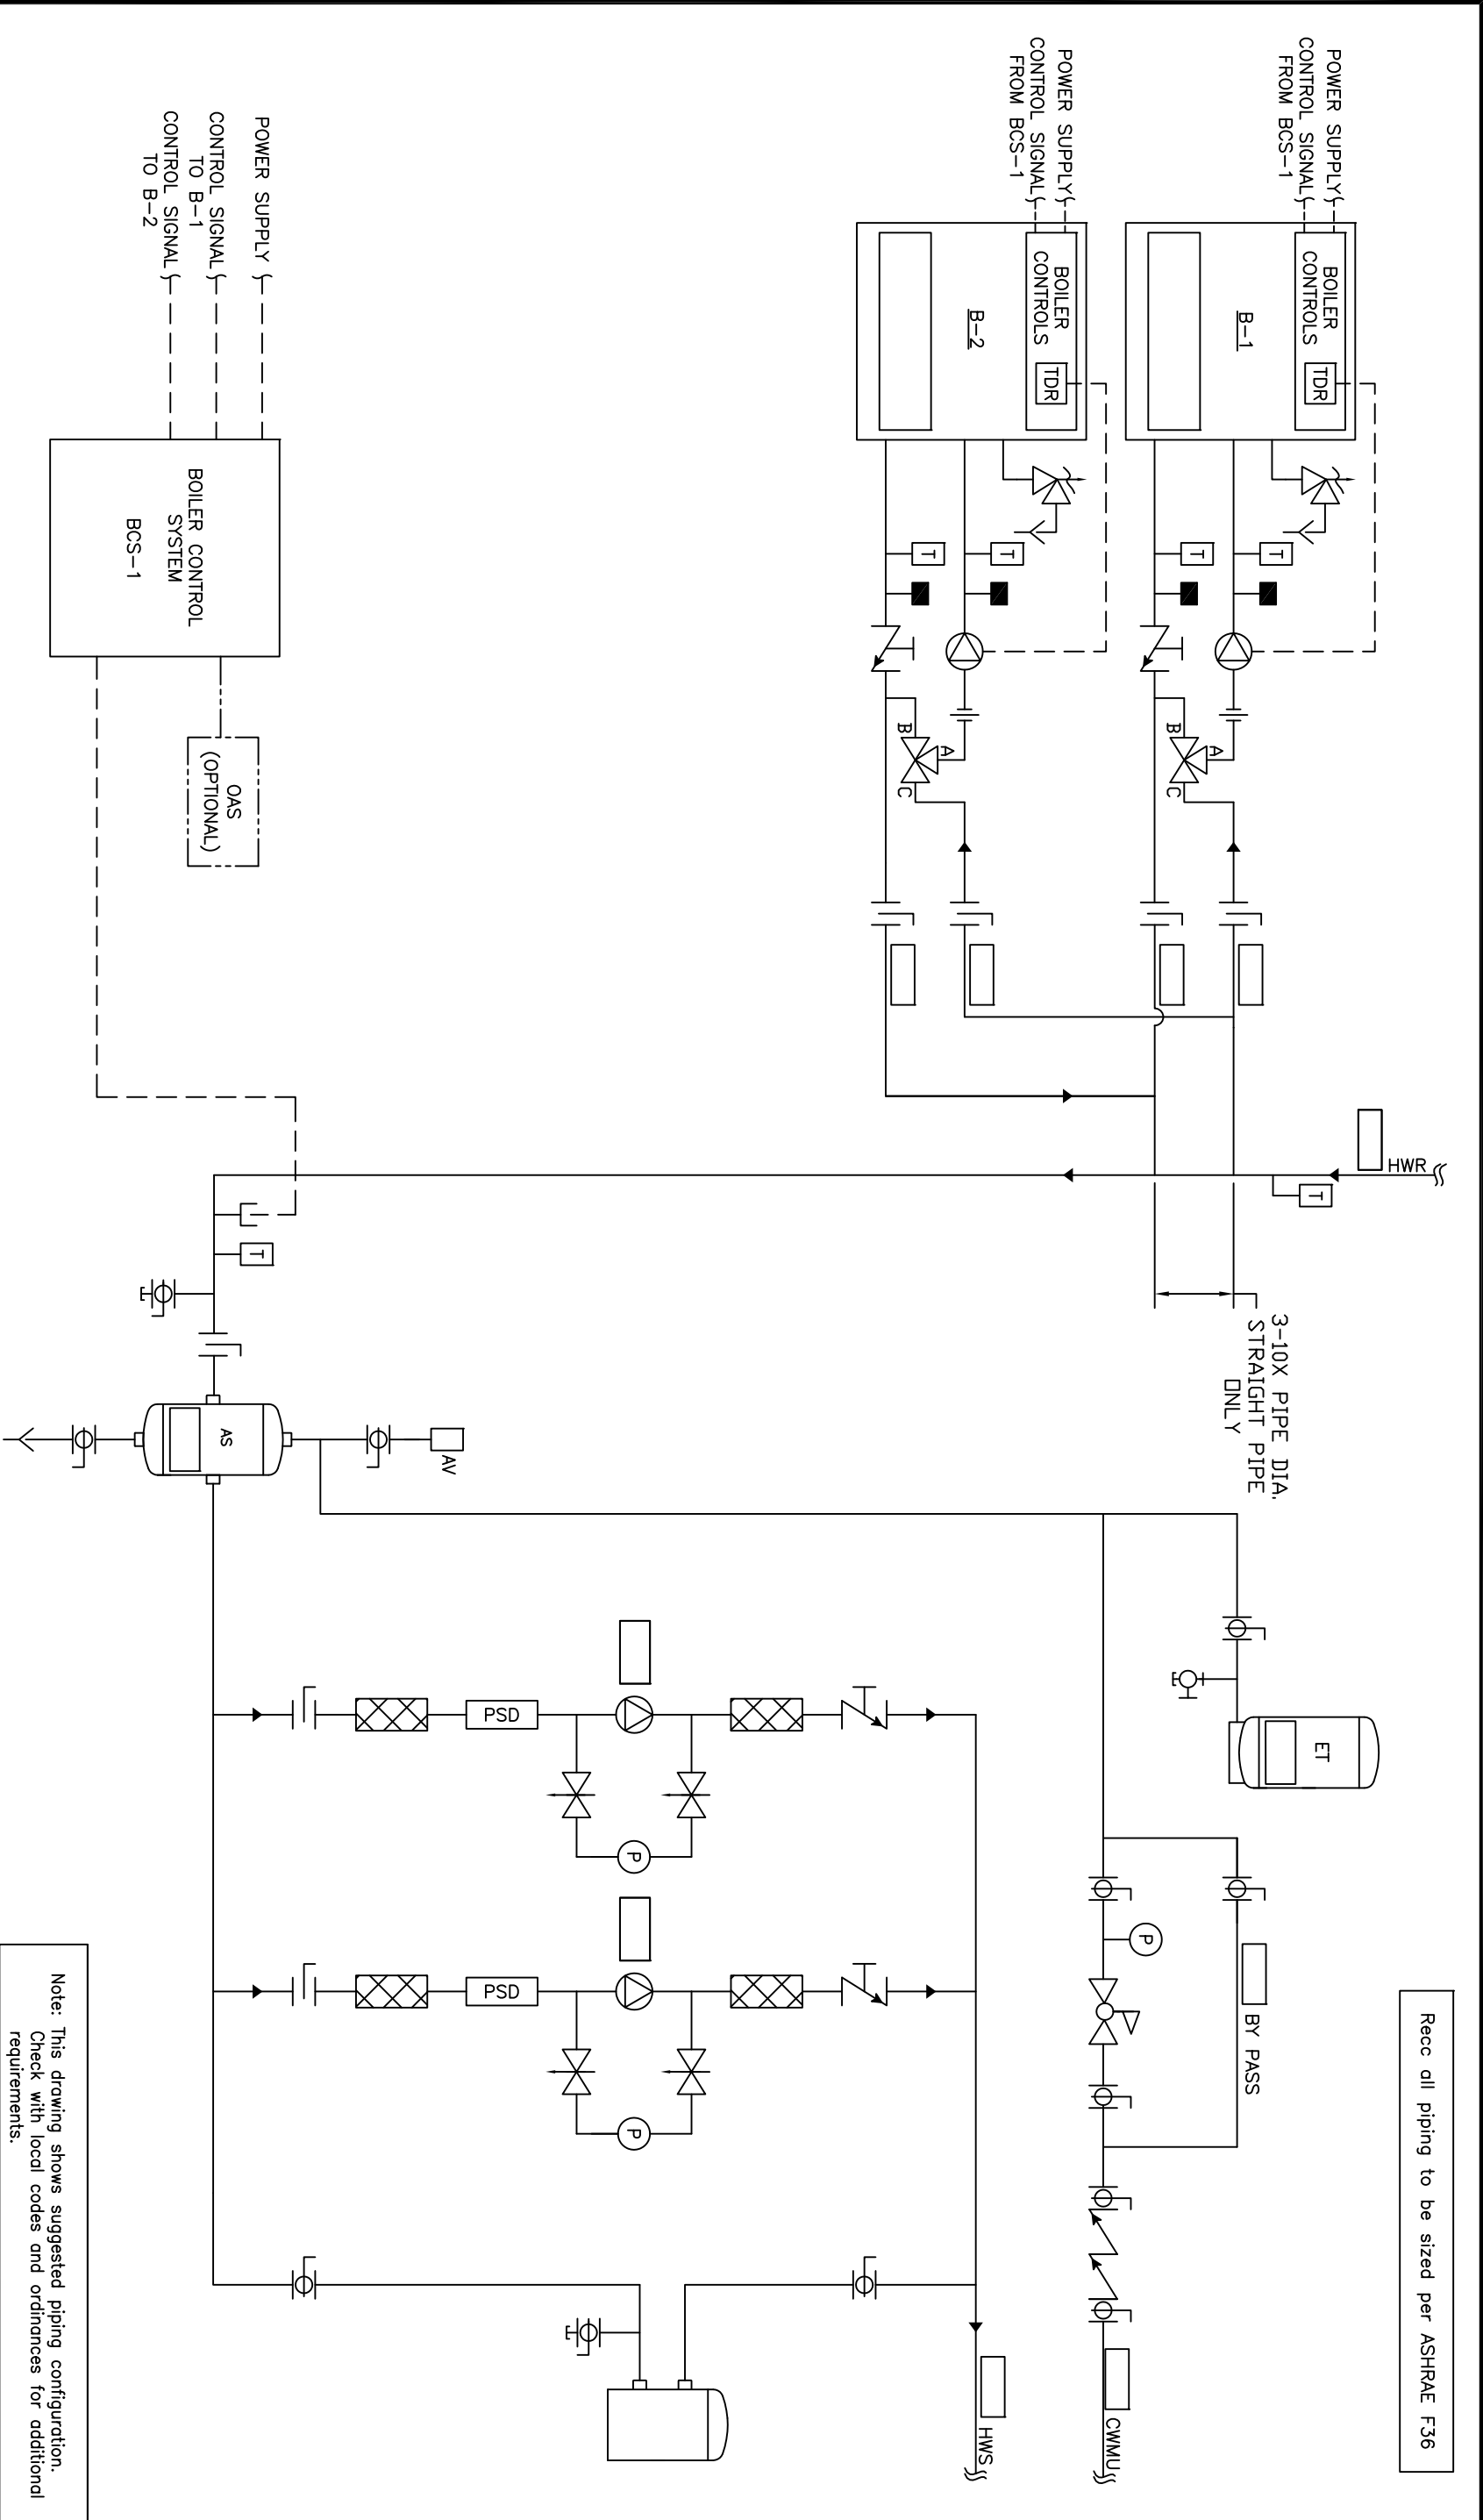 POWER SUPPLY
CONTROL SIGNAL
FROM BCS-1
BOILER
CONTROLS
TDR
B-1
T
T
A
B
C
POWER SUPPLY
CONTROL SIGNAL
FROM BCS-1
BOILER
CONTROLS
TDR
B-2
T
T
A
B
C
POWER SUPPLY
CONTROL SIGNAL
TO B-1
CONTROL SIGNAL
TO B-2
BOILER CONTROL
SYSTEM
BCS-1
OAS
(OPTIONAL)
HWR
T
T
3-10X PIPE DIA.
STRAIGHT PIPE
ONLY
AS
AV
ET
PSD
P
PSD
P
P
BY PASS
CWMU
HWS
Recc all piping to be sized per ASHRAE F36
Note: This drawing shows suggested piping configuration.
Check with local codes and ordinances for additional
requirements.